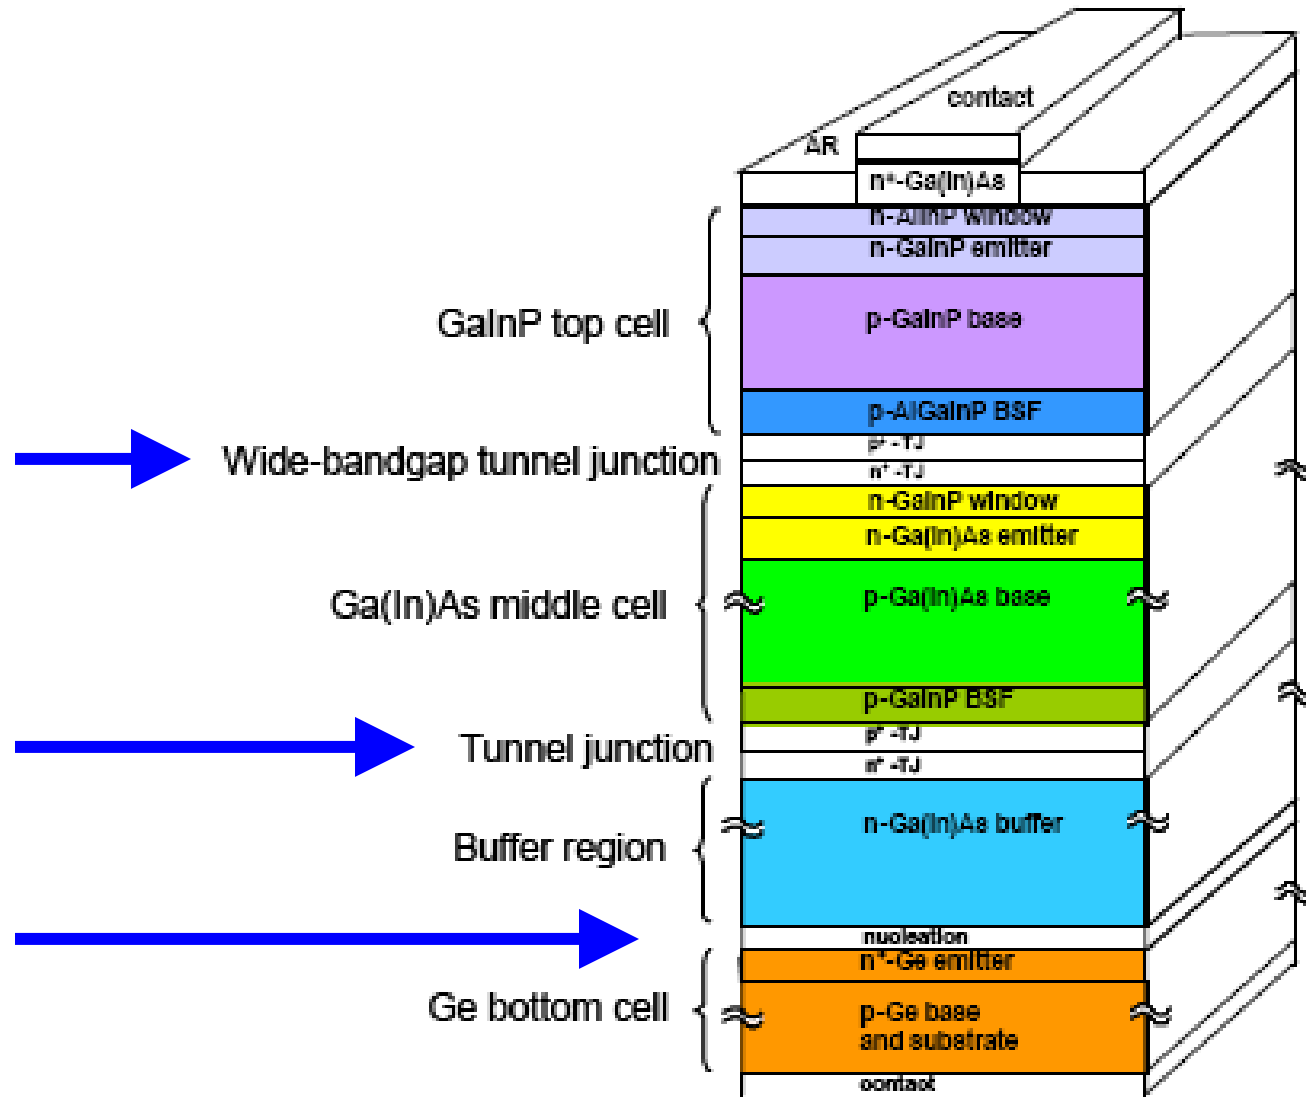 contact
AR
n+-Ga(In)As
n-AlInP window
n-GaInP emitter
GaInP top cell
p-GaInP base
p-AlGaInP BSF
p+ -TJ
Wide-bandgap tunnel junction
n+ -TJ
n-GaInP window
n-Ga(In)As emitter
Ga(In)As middle cell
p-Ga(In)As base
p-GaInP BSF
p+ -TJ
Tunnel junction
n+ -TJ
n-Ga(In)As buffer
Buffer region
nucleation
n+-Ge emitter
Ge bottom cell
p-Ge base
and substrate
contact